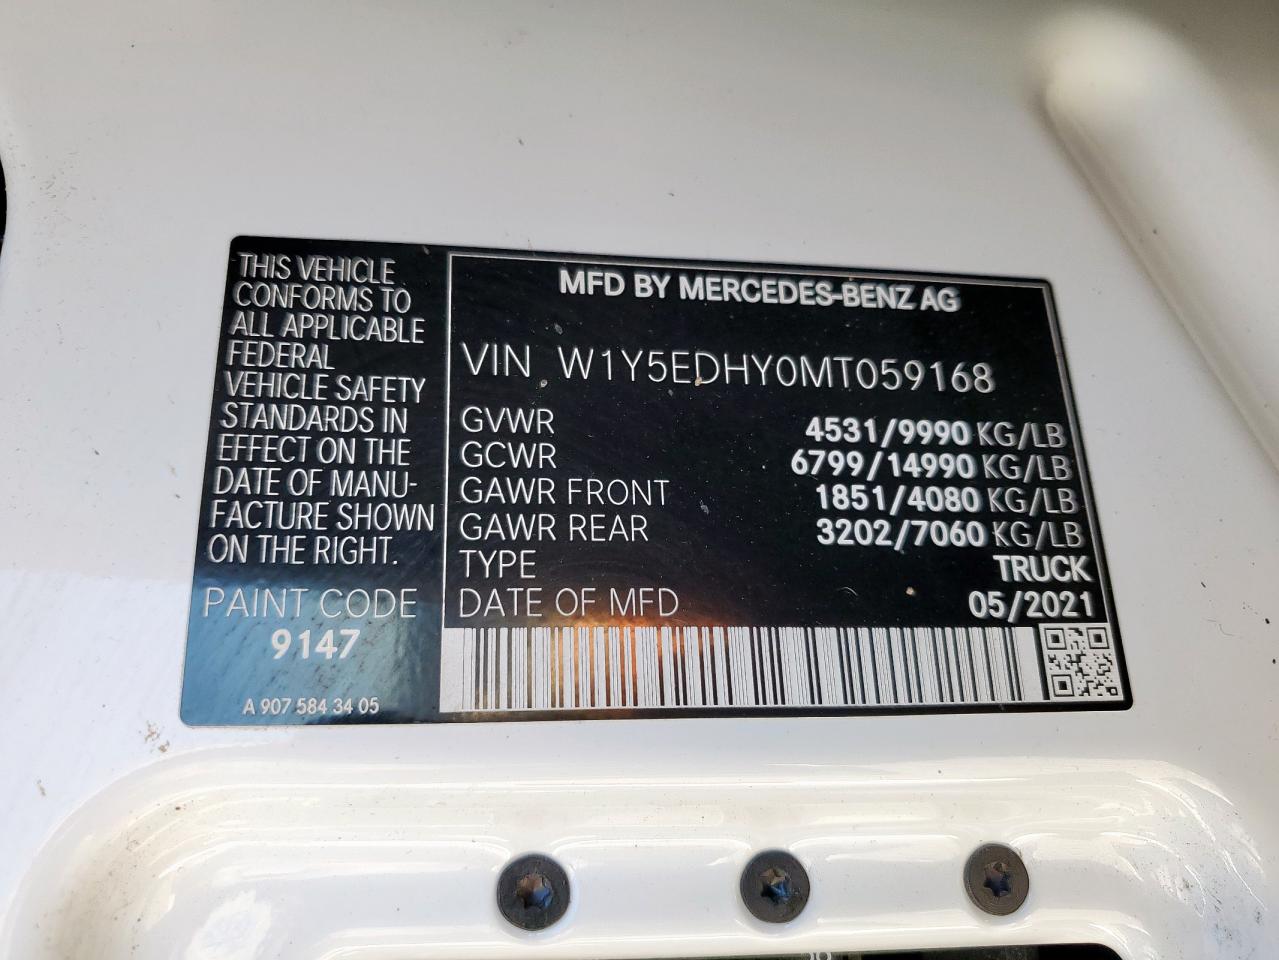 THIS VEHICLE
CONFORMS TO
ALL APPLICABLE
FEDERAL
VEHICLE SAFETY
STANDARDS IN
EFFECT ON THE
DATE OF MANU-
FACTURE SHOWN
ON THE RIGHT.
PAINT CODE
9147
A 907 584 34 05
MFD BY MERCEDES-BENZ AG
VIN W1Y5EDHY0MT059168
GVWR 4531/9990 KG/LB
GCWR 6799/14990 KG/LB
GAWR FRONT 1851/4080 KG/LB
GAWR REAR 3202/7060 KG/LB
TYPE TRUCK
DATE OF MFD 05/2021